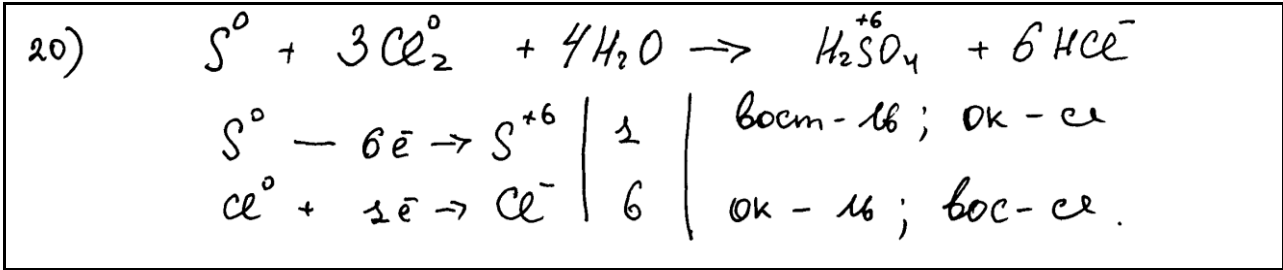 20) S⁰ + 3Cl₂⁰ + 4H₂O → H₂S⁺⁶O₄ + 6HCl⁻
S⁰ — 6ē → S⁺⁶ | 1 | вост-ль; ок-ся
Cl⁰ + 1ē → Cl⁻ | 6 | ок-ль; вос-ся.